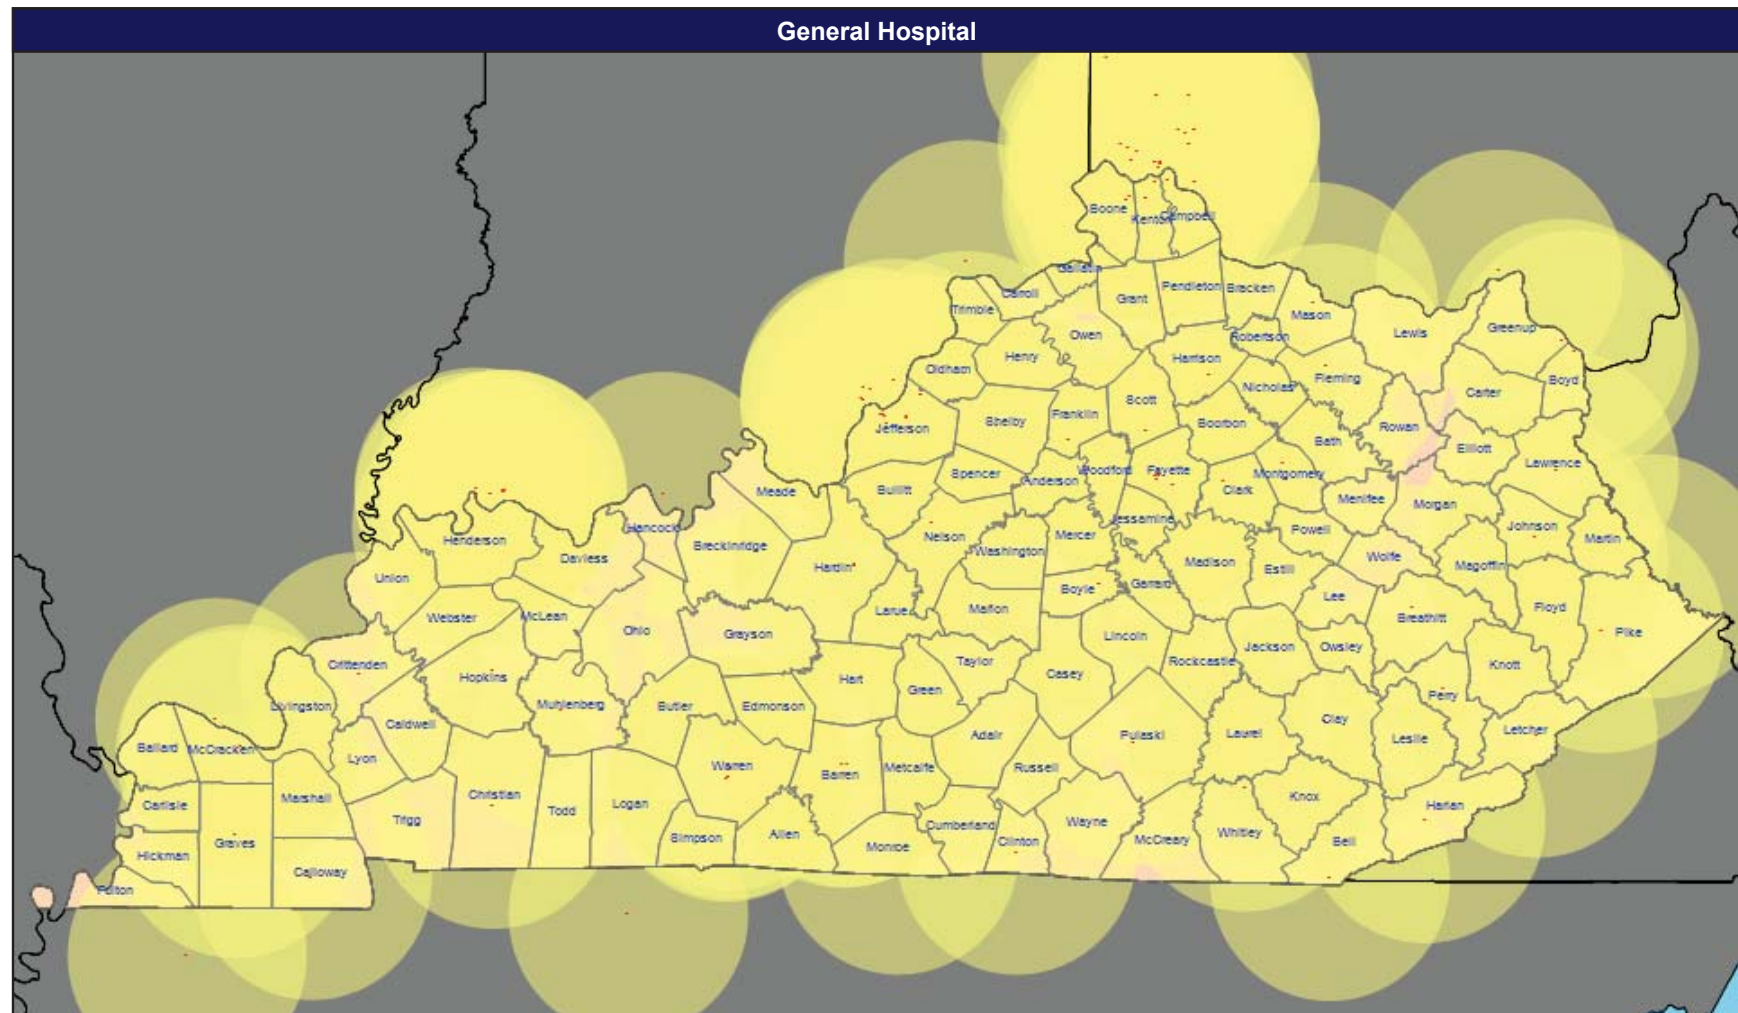 General Hospital
Boone
Kenton
Campbell
Gallatin
Carroll
Trimble
Grant
Pendleton
Bracken
Mason
Lewis
Greenup
Owen
Robertson
Henry
Harrison
Oldham
Nicholas
Fleming
Carter
Boyd
Scott
Franklin
Shelby
Bourbon
Rowan
Jefferson
Bath
Elliott
Woodford
Fayette
Lawrence
Spencer
Montgomery
Anderson
Clark
Bullitt
Meade
Menifee
Morgan
Hancock
Jessamine
Johnson
Powell
Nelson
Mercer
Martin
Henderson
Breckinridge
Washington
Daviess
Wolfe
Madison
Magoffin
Hardin
Estill
Union
Garrard
Boyle
Lee
Larue
Marion
Floyd
Webster
McLean
Breathitt
Ohio
Grayson
Lincoln
Pike
Jackson
Owsley
Taylor
Rockcastle
Crittenden
Knott
Casey
Hopkins
Hart
Green
Perry
Muhlenberg
Butler
Edmonson
Livingston
Clay
Caldwell
Letcher
Laurel
Adair
Pulaski
Leslie
Ballard
McCracken
Lyon
Warren
Metcalfe
Russell
Barren
Christian
Knox
Marshall
Carlisle
Logan
Harlan
Todd
Trigg
Wayne
Cumberland
Whitley
Allen
Simpson
McCreary
Clinton
Bell
Graves
Monroe
Hickman
Calloway
Fulton